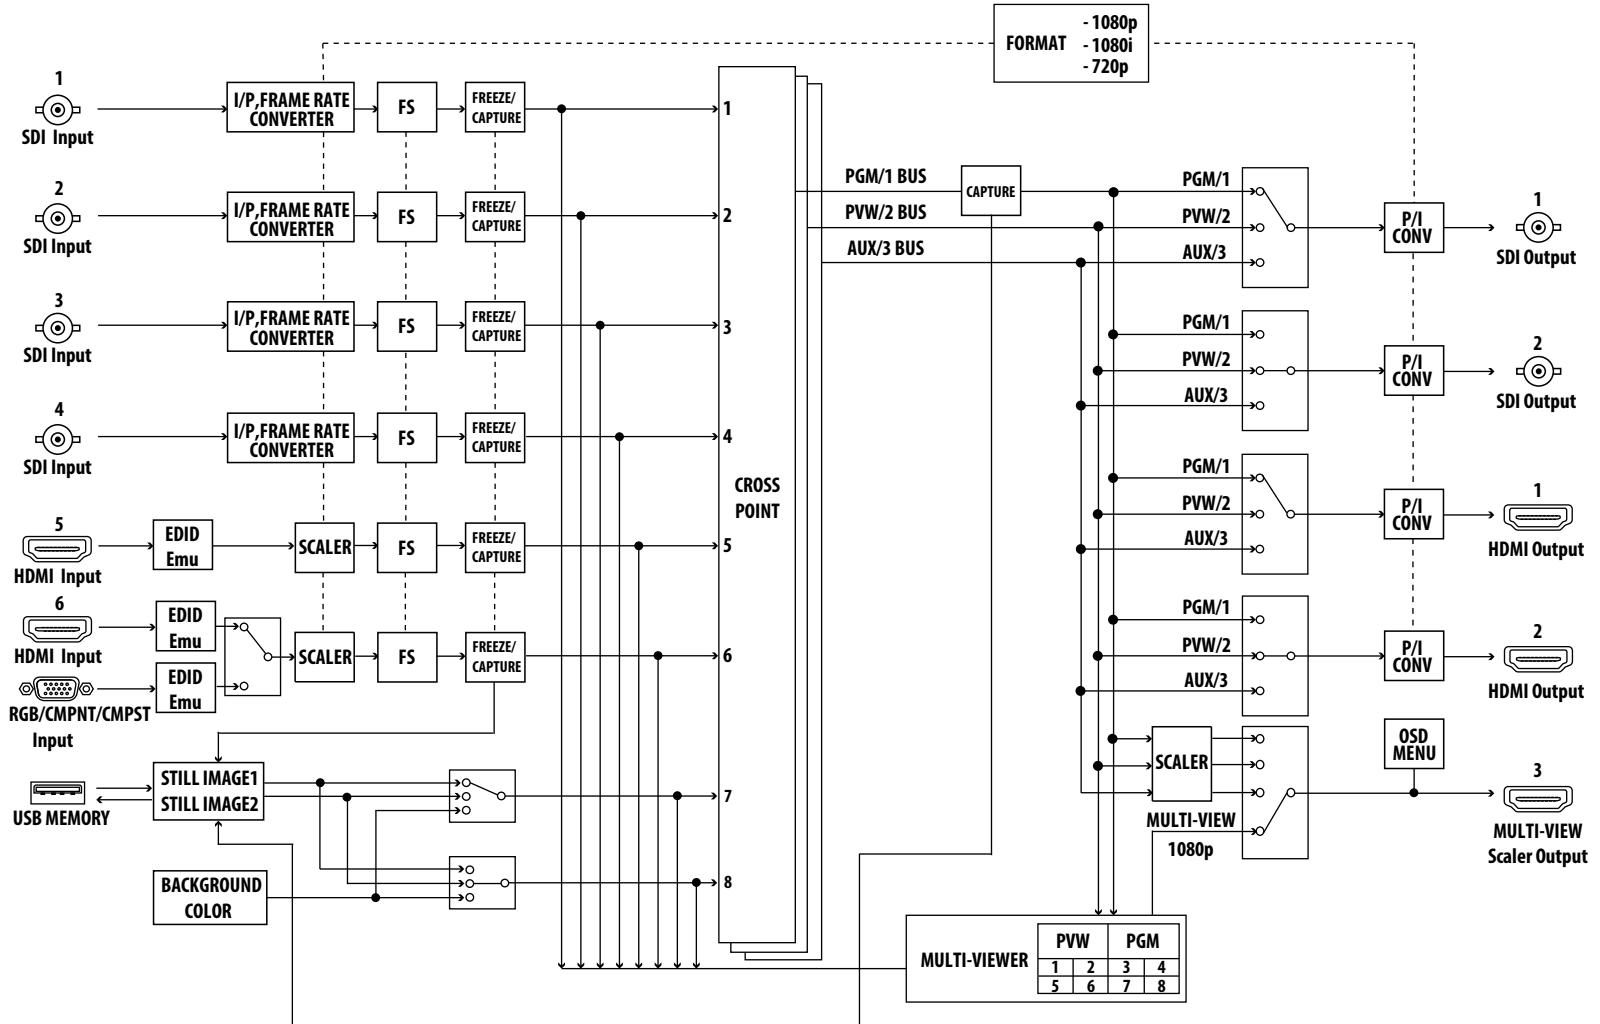 FORMAT
- 1080p
- 1080i
- 720p
1
SDI Input
I/P,FRAME RATE
CONVERTER
FS
FREEZE/
CAPTURE
1
2
SDI Input
I/P,FRAME RATE
CONVERTER
FS
FREEZE/
CAPTURE
2
3
SDI Input
I/P,FRAME RATE
CONVERTER
FS
FREEZE/
CAPTURE
3
4
SDI Input
I/P,FRAME RATE
CONVERTER
FS
FREEZE/
CAPTURE
4
5
HDMI Input
EDID
Emu
SCALER
FS
FREEZE/
CAPTURE
5
6
HDMI Input
EDID
Emu
SCALER
FS
FREEZE/
CAPTURE
6
RGB/CMPNT/CMPST
Input
EDID
Emu
USB MEMORY
STILL IMAGE1
STILL IMAGE2
7
BACKGROUND
COLOR
8
CROSS
POINT
PGM/1 BUS
PVW/2 BUS
AUX/3 BUS
CAPTURE
PGM/1
PVW/2
AUX/3
P/I
CONV
1
SDI Output
PGM/1
PVW/2
AUX/3
P/I
CONV
2
SDI Output
PGM/1
PVW/2
AUX/3
P/I
CONV
1
HDMI Output
PGM/1
PVW/2
AUX/3
P/I
CONV
2
HDMI Output
SCALER
MULTI-VIEW
1080p
OSD
MENU
3
MULTI-VIEW
Scaler Output
MULTI-VIEWER
PVW PGM
1 2 3 4
5 6 7 8